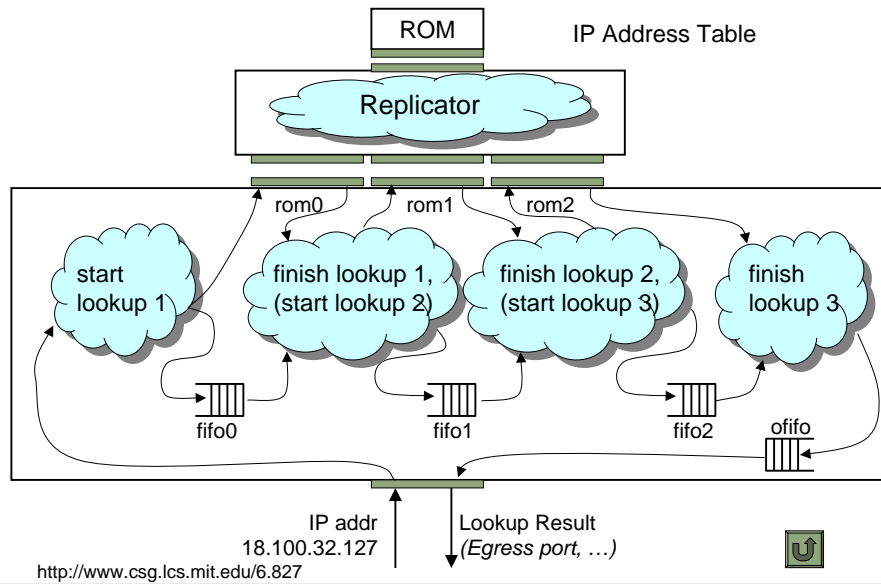 ROM
IP Address Table
Replicator
rom0
rom1
rom2
start
lookup 1
finish lookup 1,
(start lookup 2)
finish lookup 2,
(start lookup 3)
finish
lookup 3
fifo0
fifo1
fifo2
ofifo
IP addr
18.100.32.127
Lookup Result
(Egress port, …)
http://www.csg.lcs.mit.edu/6.827